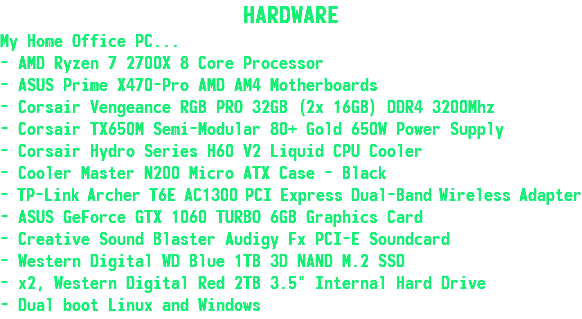 HARDWARE
My Home Office PC...
- AMD Ryzen 7 2700X 8 Core Processor
- ASUS Prime X470-Pro AMD AM4 Motherboards
- Corsair Vengeance RGB PRO 32GB (2x 16GB) DDR4 3200Mhz
- Corsair TX650M Semi-Modular 80+ Gold 650W Power Supply
- Corsair Hydro Series H60 V2 Liquid CPU Cooler
- Cooler Master N200 Micro ATX Case - Black
- TP-Link Archer T6E AC1300 PCI Express Dual-Band Wireless Adapter
- ASUS GeForce GTX 1060 TURBO 6GB Graphics Card
- Creative Sound Blaster Audigy Fx PCI-E Soundcard
- Western Digital WD Blue 1TB 3D NAND M.2 SSD
- x2, Western Digital Red 2TB 3.5" Internal Hard Drive
- Dual boot Linux and Windows